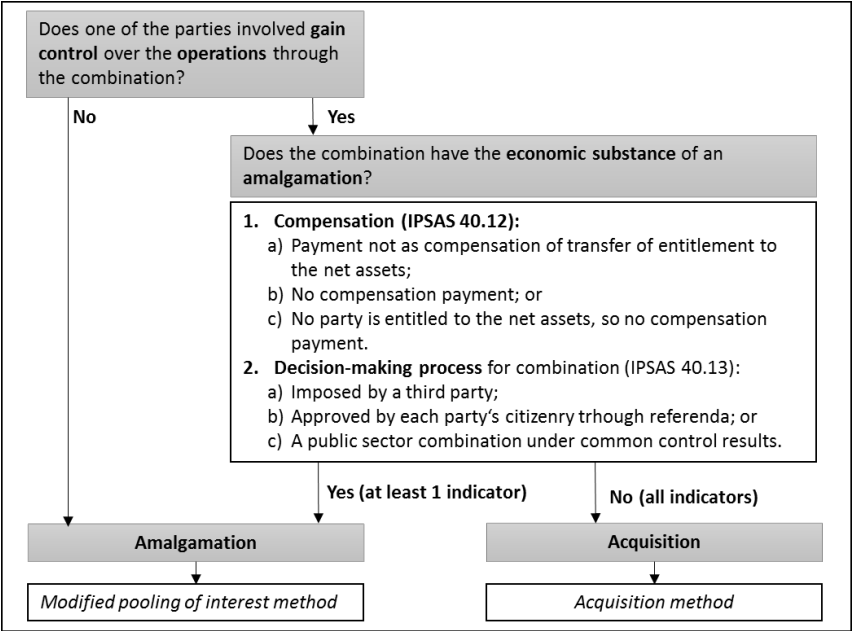 Does one of the parties involved gain
control over the operations through
the combination?
No
Yes
Does the combination have the economic substance of an
amalgamation?
1. Compensation (IPSAS 40.12):
a) Payment not as compensation of transfer of entitlement to
the net assets;
b) No compensation payment; or
c) No party is entitled to the net assets, so no compensation
payment.
2. Decision-making process for combination (IPSAS 40.13):
a) Imposed by a third party;
b) Approved by each party‘s citizenry trhough referenda; or
c) A public sector combination under common control results.
Yes (at least 1 indicator)
No (all indicators)
Amalgamation
Acquisition
Modified pooling of interest method
Acquisition method